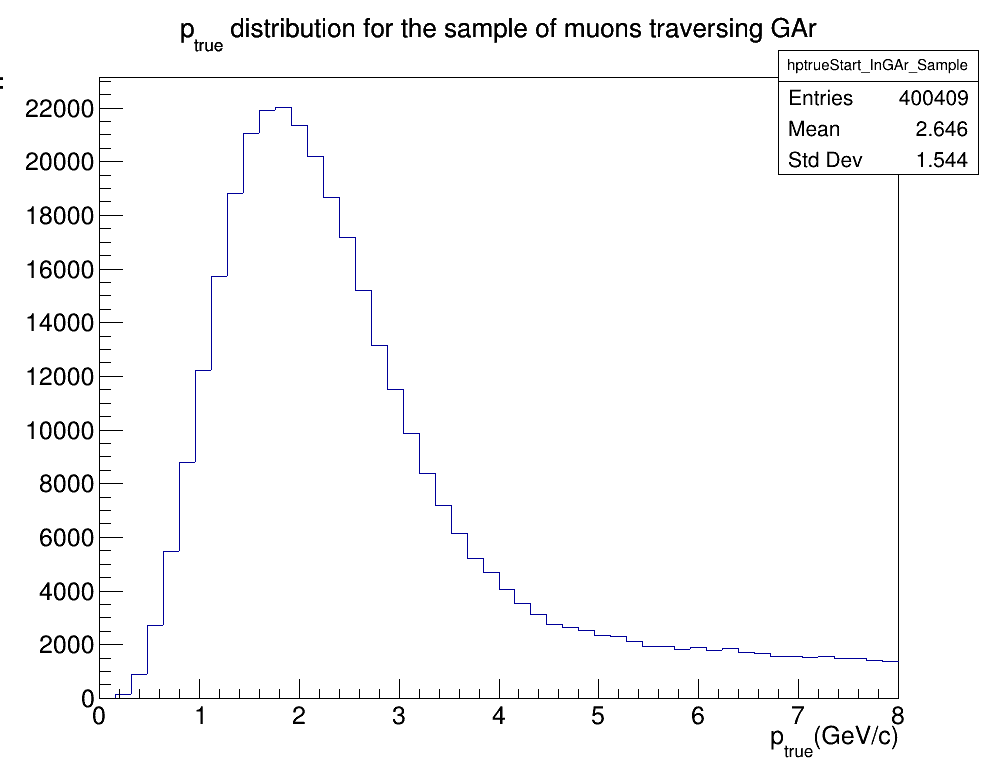 p_true distribution for the sample of muons traversing GAr
hptrueStart_InGAr_Sample
Entries 400409
Mean 2.646
Std Dev 1.544
22000
20000
18000
16000
14000
12000
10000
8000
6000
4000
2000
0
0 1 2 3 4 5 6 7 8
p_true(GeV/c)